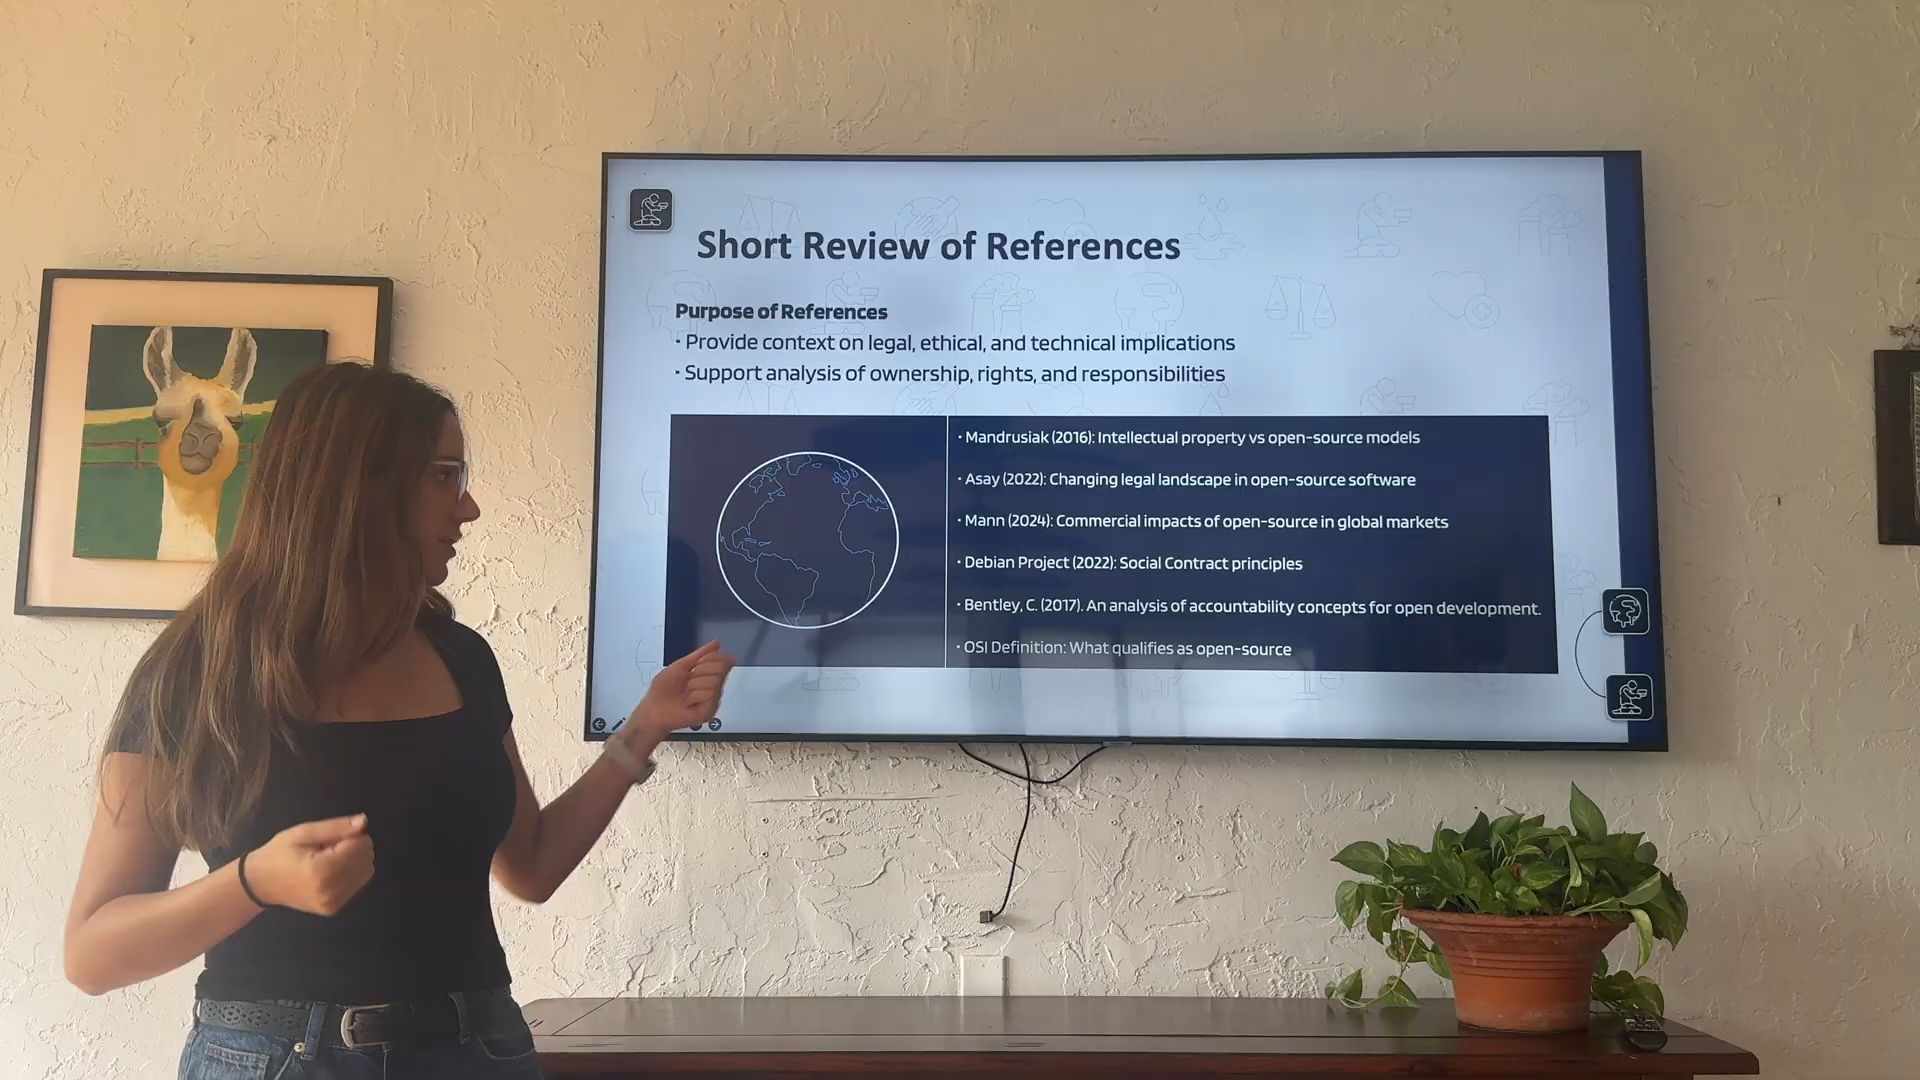 Short Review of References
Purpose of References
· Provide context on legal, ethical, and technical implications
· Support analysis of ownership, rights, and responsibilities
· Mandrusiak (2016): Intellectual property vs open-source models
· Asay (2022): Changing legal landscape in open-source software
· Mann (2024): Commercial impacts of open-source in global markets
· Debian Project (2022): Social Contract principles
· Bentley, C. (2017). An analysis of accountability concepts for open development.
· OSI Definition: What qualifies as open-source